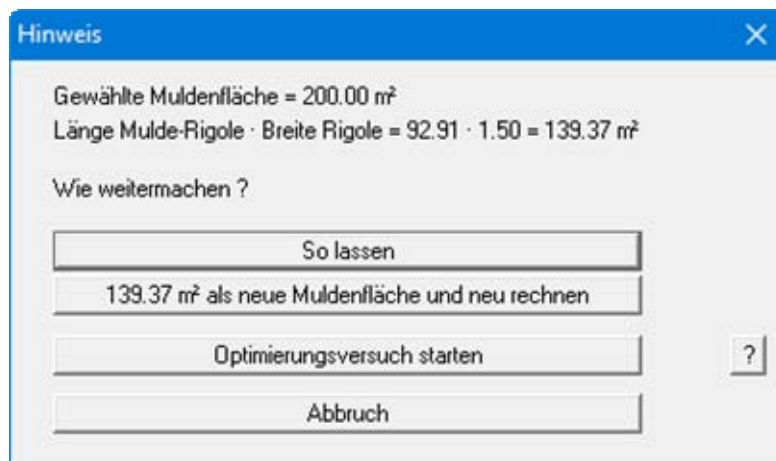 Hinweis
Gewählte Muldenfläche = 200.00 m²
Länge Mulde-Rigole · Breite Rigole = 92.91 · 1.50 = 139.37 m²
Wie weitermachen ?
So lassen
139.37 m² als neue Muldenfläche und neu rechnen
Optimierungsversuch starten
?
Abbruch